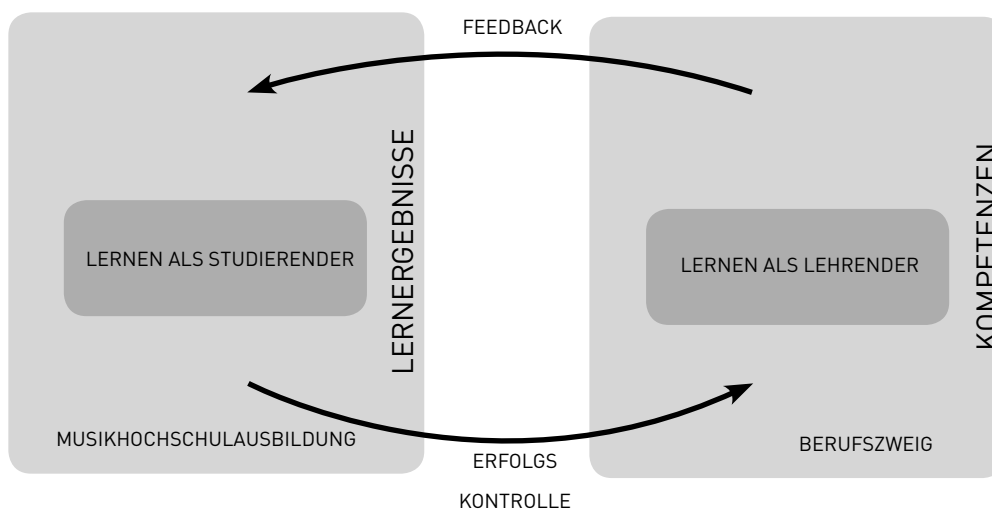 FEEDBACK
LERNERGEBNISSE
KOMPETENZEN
LERNEN ALS STUDIERENDER
LERNEN ALS LEHRENDER
MUSIKHOCHSCHULAUSBILDUNG
BERUFSZWEIG
ERFOLGS
KONTROLLE